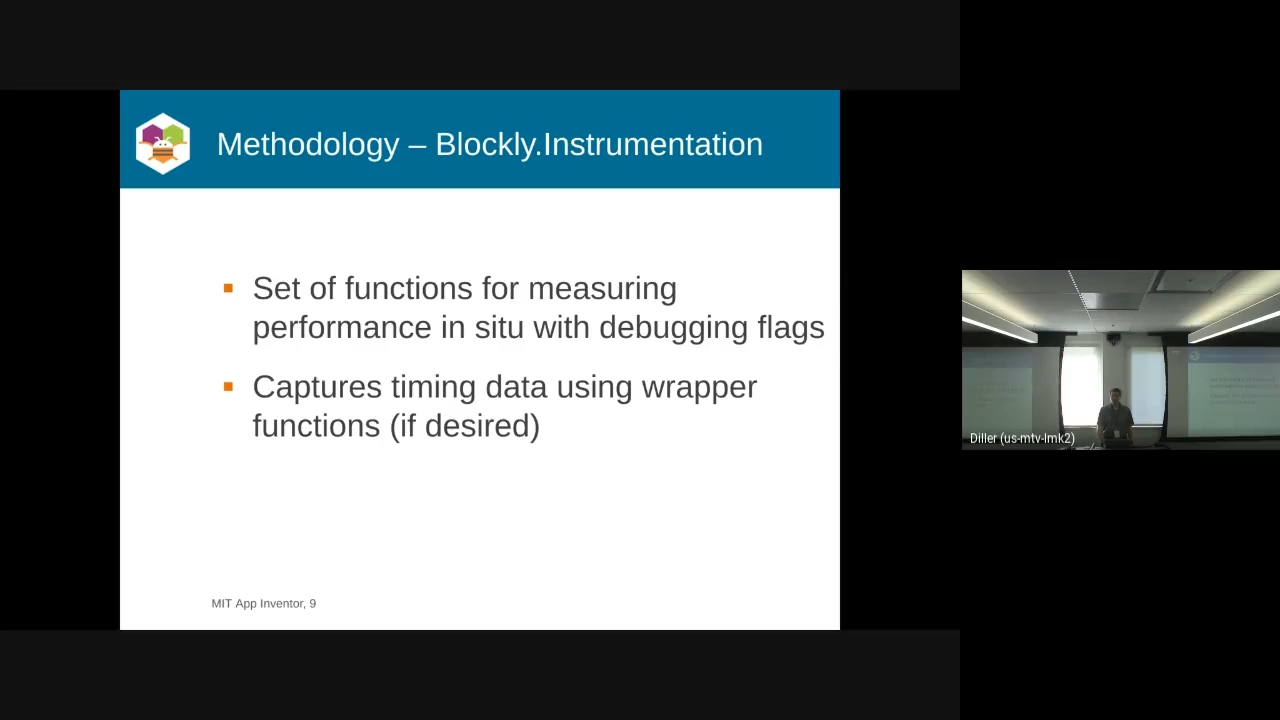 Methodology – Blockly.Instrumentation
Set of functions for measuring
performance in situ with debugging flags
Captures timing data using wrapper
functions (if desired)
MIT App Inventor, 9
Diller (us-mtv-lmk2)